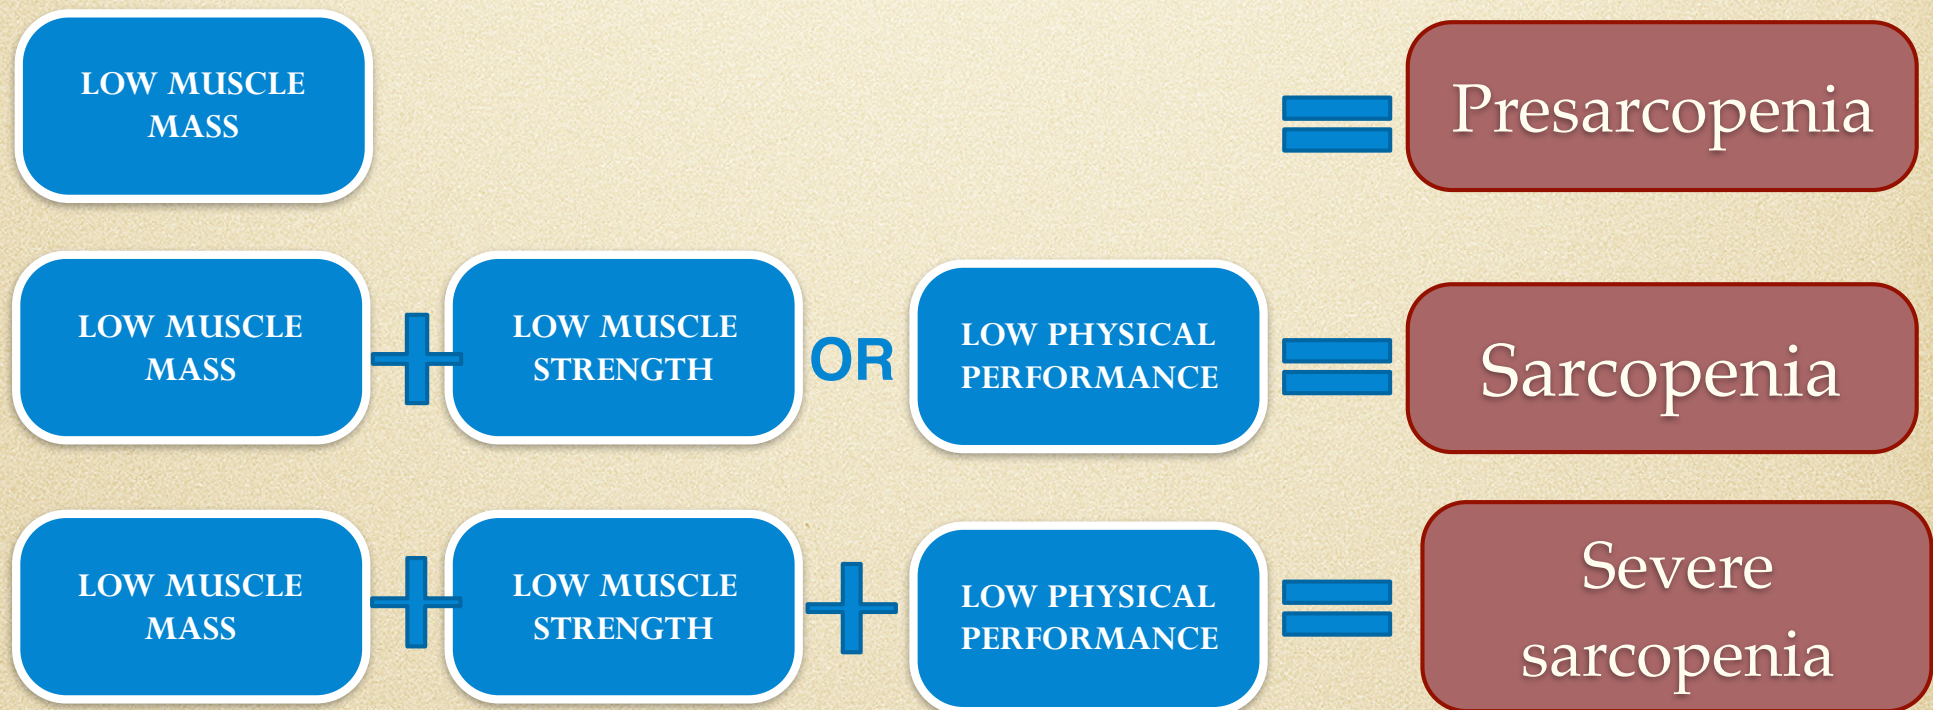 LOW MUSCLE
MASS
Presarcopenia
LOW MUSCLE
MASS
LOW MUSCLE
STRENGTH
OR
LOW PHYSICAL
PERFORMANCE
Sarcopenia
LOW MUSCLE
MASS
LOW MUSCLE
STRENGTH
LOW PHYSICAL
PERFORMANCE
Severe
sarcopenia